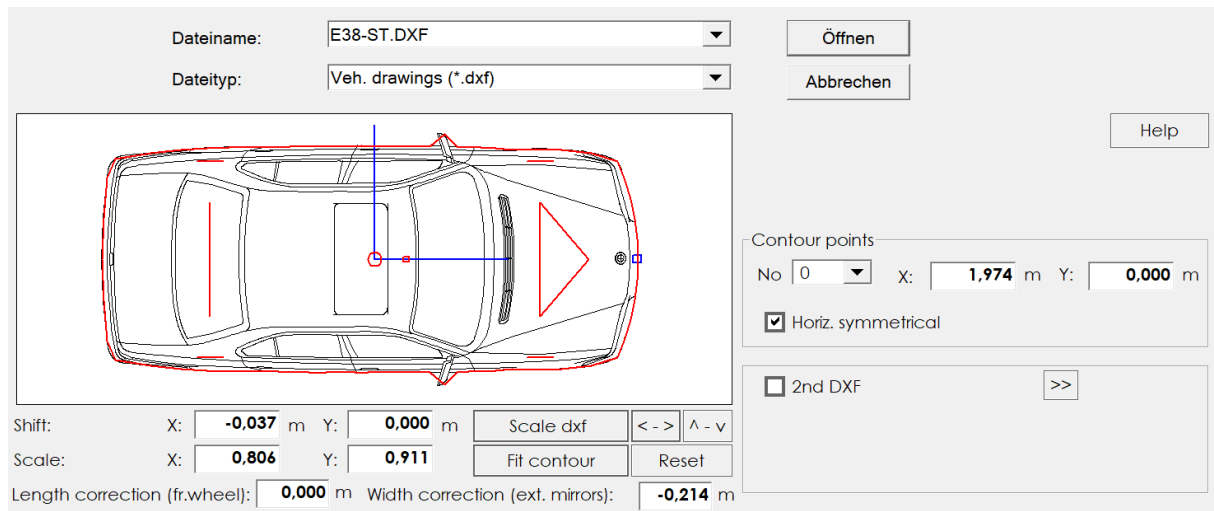 Dateiname: E38-ST.DXF Öffnen
Dateityp: Veh. drawings (*.dxf) Abbrechen
Help
Contour points
No 0 X: 1,974 m Y: 0,000 m
Horiz. symmetrical
2nd DXF >>
Shift: X: -0,037 m Y: 0,000 m Scale dxf < - > ^ - v
Scale: X: 0,806 Y: 0,911 Fit contour Reset
Length correction (fr.wheel): 0,000 m Width correction (ext. mirrors): -0,214 m